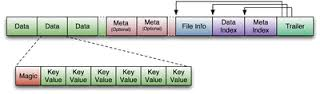 Data
Data
Data
Meta
(Optional)
Meta
(Optional)
File Info
Data
Index
Meta
Index
Trailer
Magic
Key
Value
Key
Value
Key
Value
Key
Value
Key
Value
Key
Value